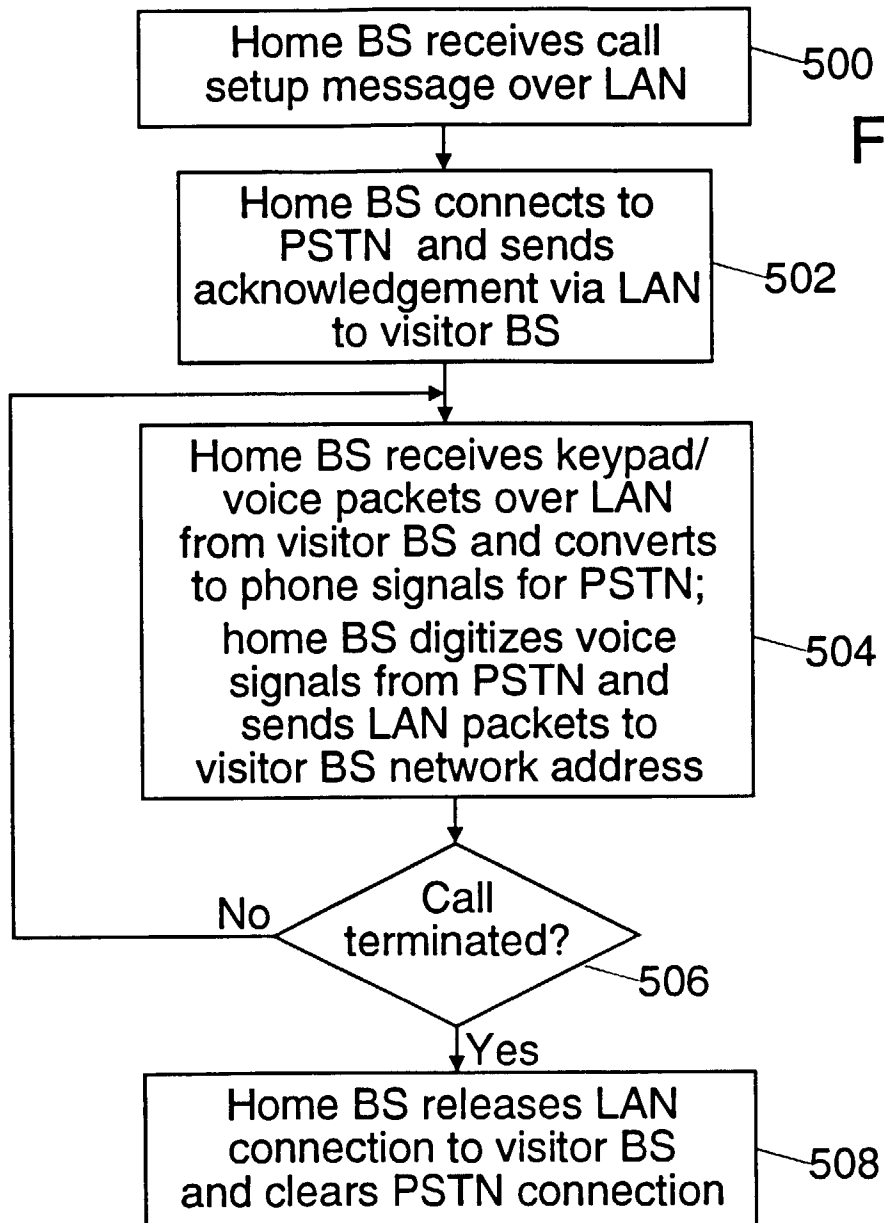 Home BS receives call
setup message over LAN
500
F
Home BS connects to
PSTN and sends
acknowledgement via LAN
to visitor BS
502
Home BS receives keypad/
voice packets over LAN
from visitor BS and converts
to phone signals for PSTN;
home BS digitizes voice
signals from PSTN and
sends LAN packets to
visitor BS network address
504
No
Call
terminated?
506
Yes
Home BS releases LAN
connection to visitor BS
and clears PSTN connection
508